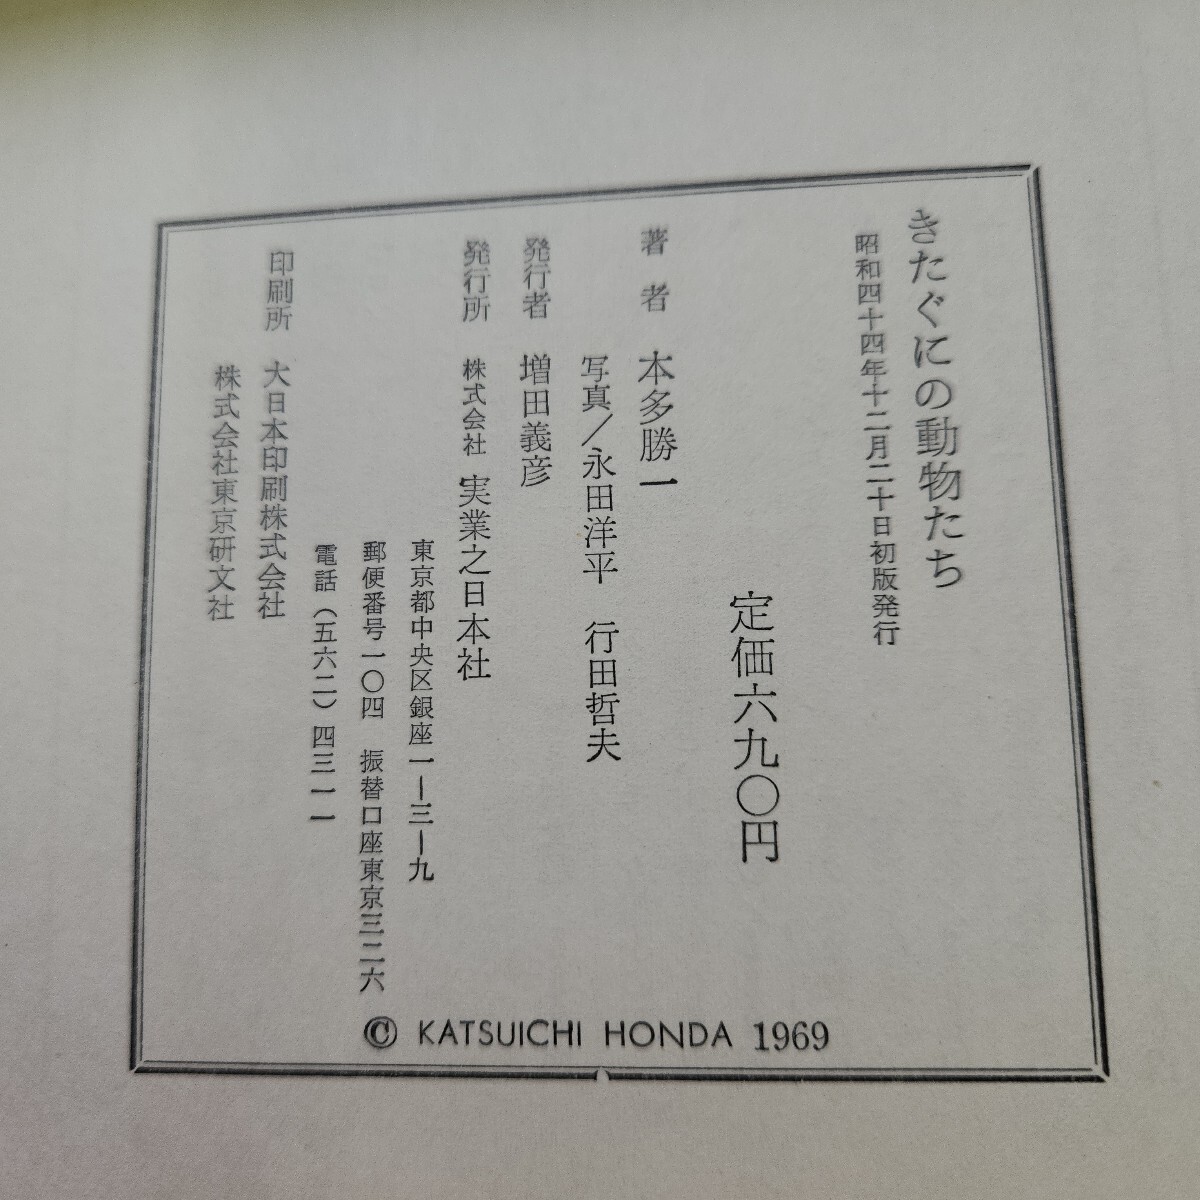 きたぐにの動物たち
昭和四十四年十二月二十日初版発行
定価六九〇円
著者 本多勝一
写真／永田洋平 行田哲夫
発行者 増田義彦
発行所 株式会社 実業之日本社
東京都中央区銀座一ー三ー九
郵便番号一〇四 振替口座東京三二六
電話（五六二）四三一一
印刷所 大日本印刷株式会社
株式会社東京研文社
© KATSUICHI HONDA 1969